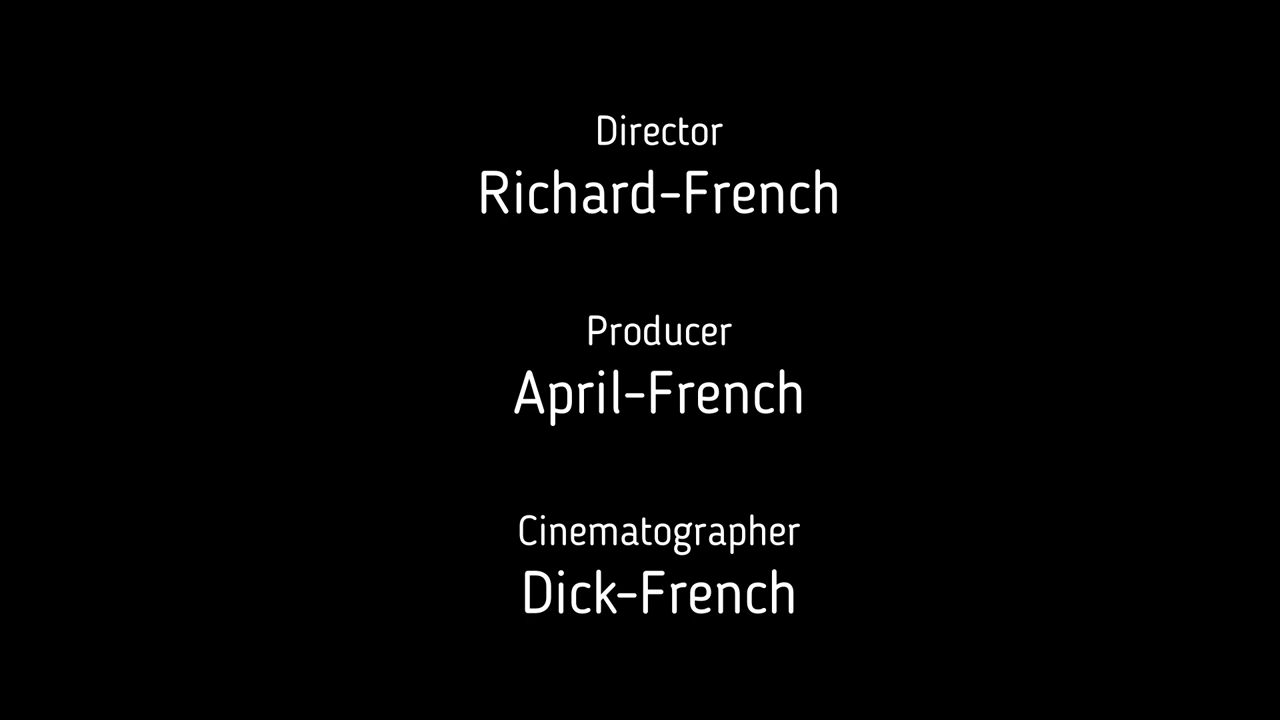 Director
Richard-French
Producer
April-French
Cinematographer
Dick-French